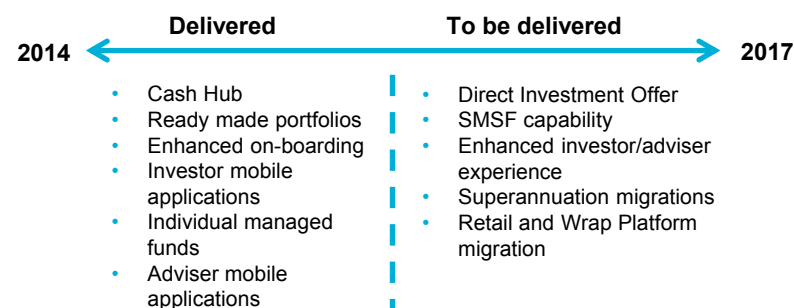 Delivered
To be delivered
2014
2017
• Cash Hub
• Ready made portfolios
• Enhanced on-boarding
• Investor mobile
applications
• Individual managed
funds
• Adviser mobile
applications
• Direct Investment Offer
• SMSF capability
• Enhanced investor/adviser
experience
• Superannuation migrations
• Retail and Wrap Platform
migration